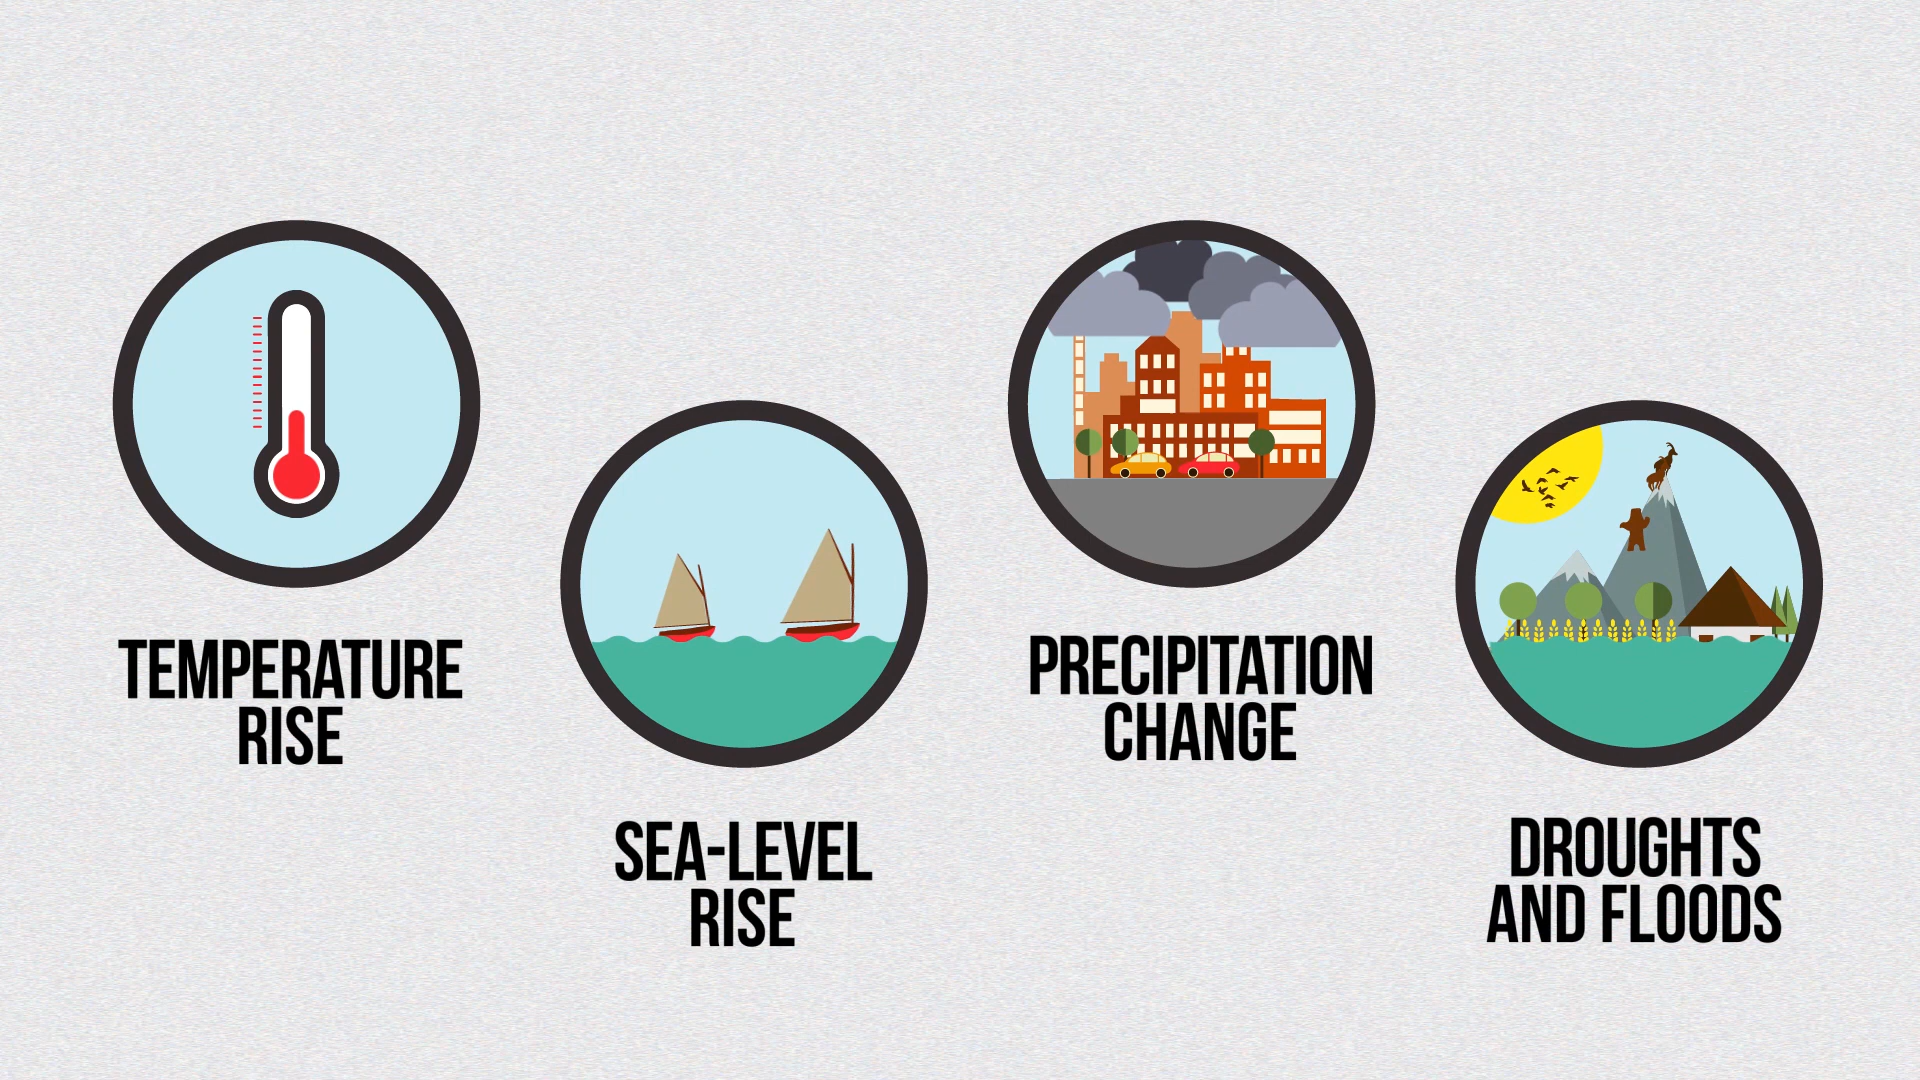 TEMPERATURE
RISE
SEA-LEVEL
RISE
PRECIPITATION
CHANGE
DROUGHTS
AND FLOODS